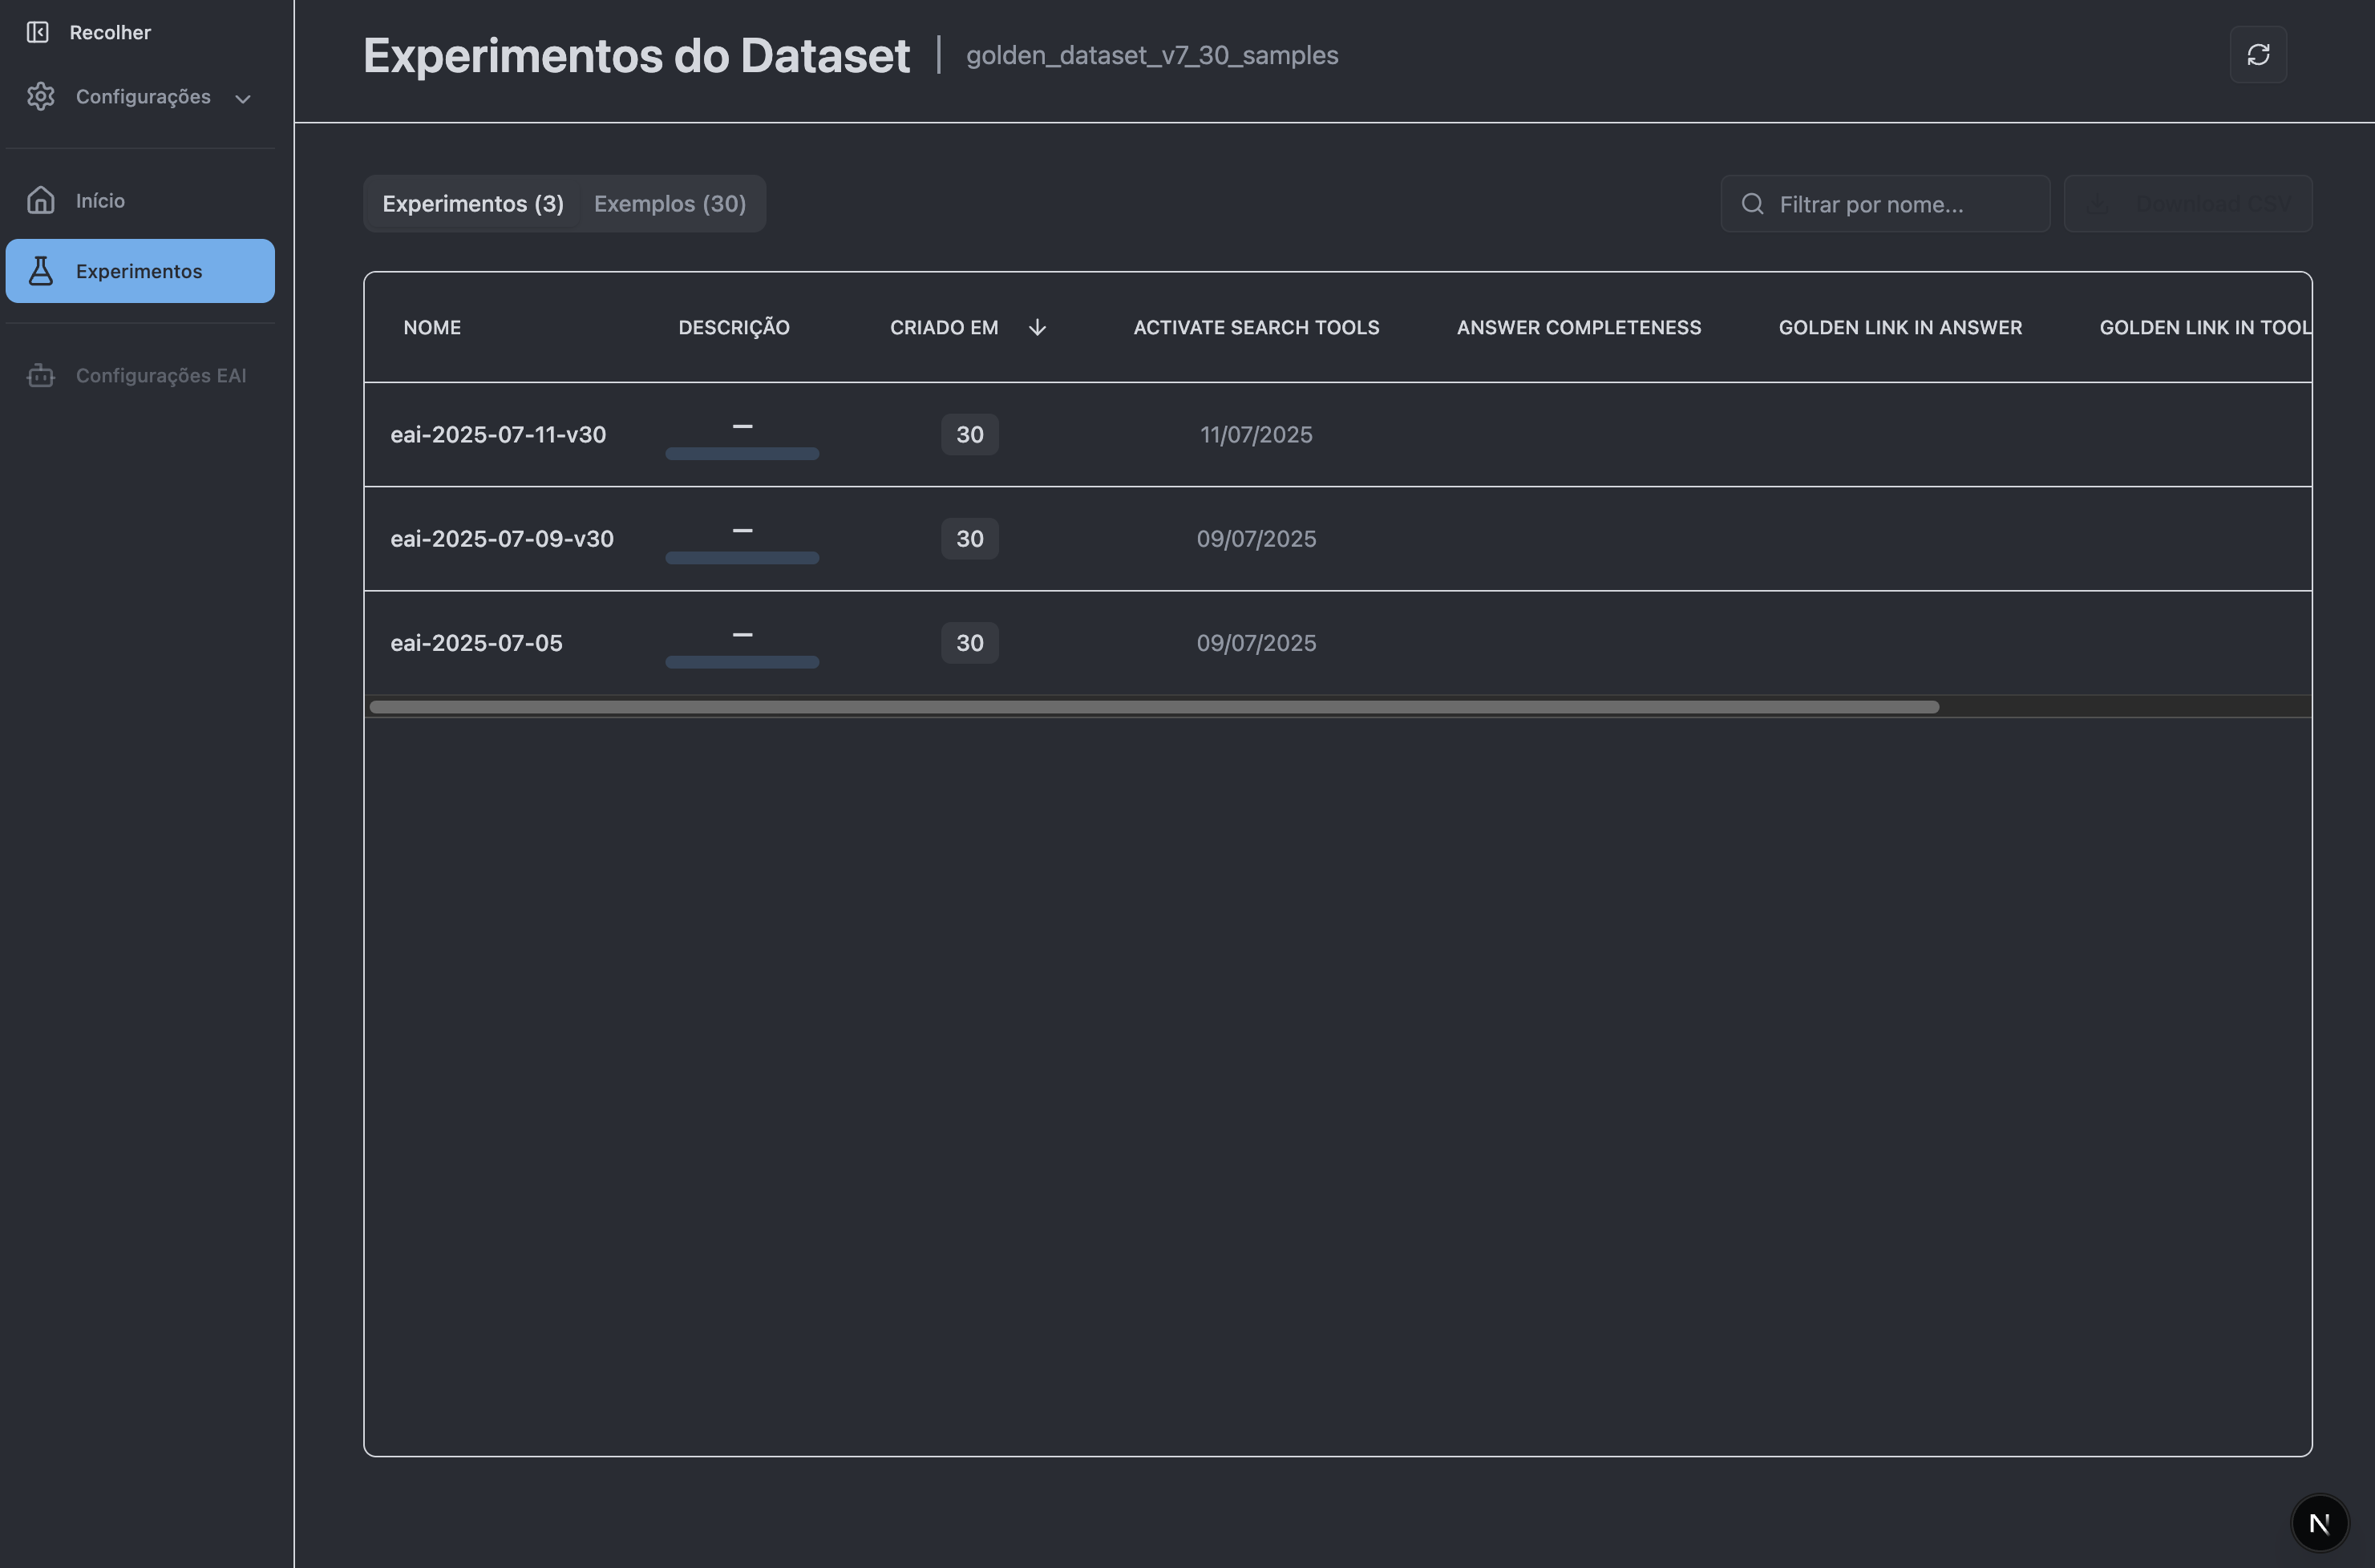 Recolher
Configurações
Início
Experimentos
Configurações EAI
Experimentos do Dataset | golden_dataset_v7_30_samples
Experimentos (3) Exemplos (30)
Filtrar por nome... Download CSV
NOME DESCRIÇÃO CRIADO EM ACTIVATE SEARCH TOOLS ANSWER COMPLETENESS GOLDEN LINK IN ANSWER GOLDEN LINK IN TOOL
eai-2025-07-11-v30 — 30 11/07/2025
eai-2025-07-09-v30 — 30 09/07/2025
eai-2025-07-05 — 30 09/07/2025
N